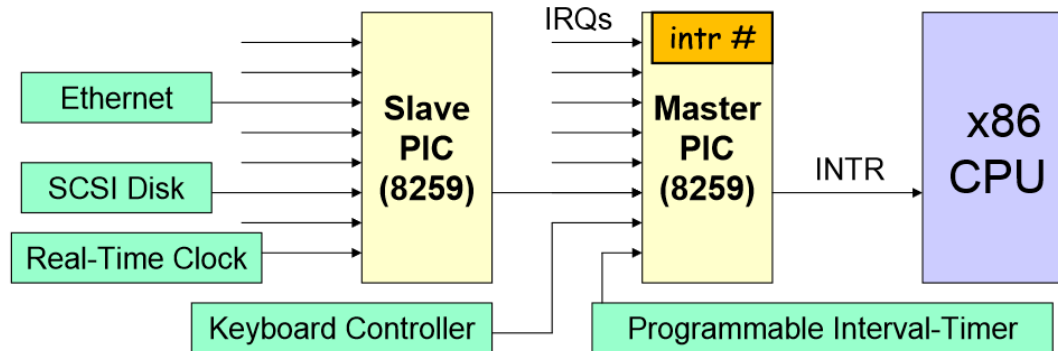 IRQs
intr #
Ethernet
Slave
PIC
(8259)
Master
PIC
(8259)
x86
CPU
INTR
SCSI Disk
Real-Time Clock
Keyboard Controller
Programmable Interval-Timer